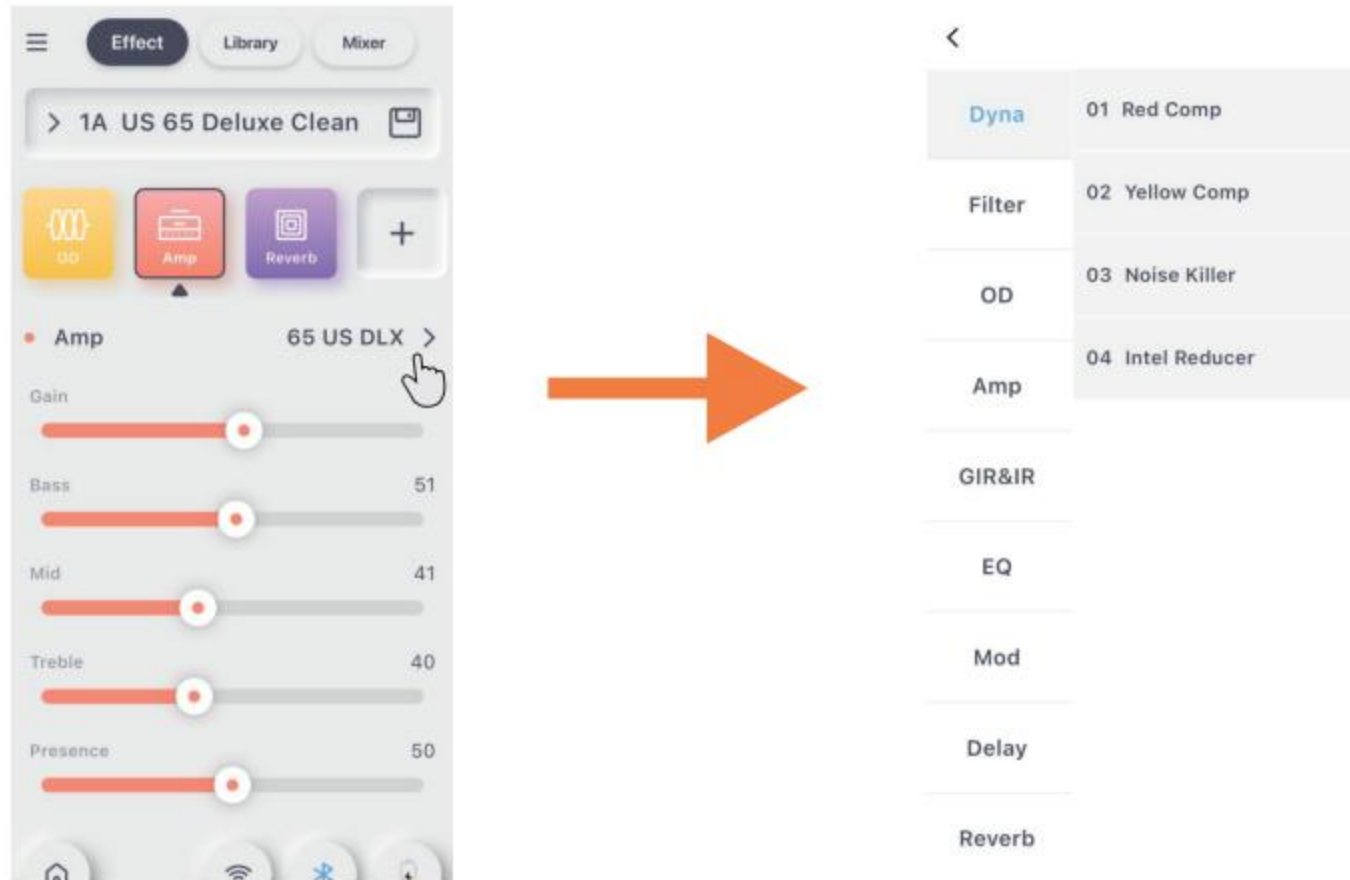 Effect Library Mixer
1A US 65 Deluxe Clean
OD Amp Reverb
Amp 65 US DLX
Gain
Bass 51
Mid 41
Treble 40
Presence 50
Dyna
Filter
OD
Amp
GIR&IR
EQ
Mod
Delay
Reverb
01 Red Comp
02 Yellow Comp
03 Noise Killer
04 Intel Reducer